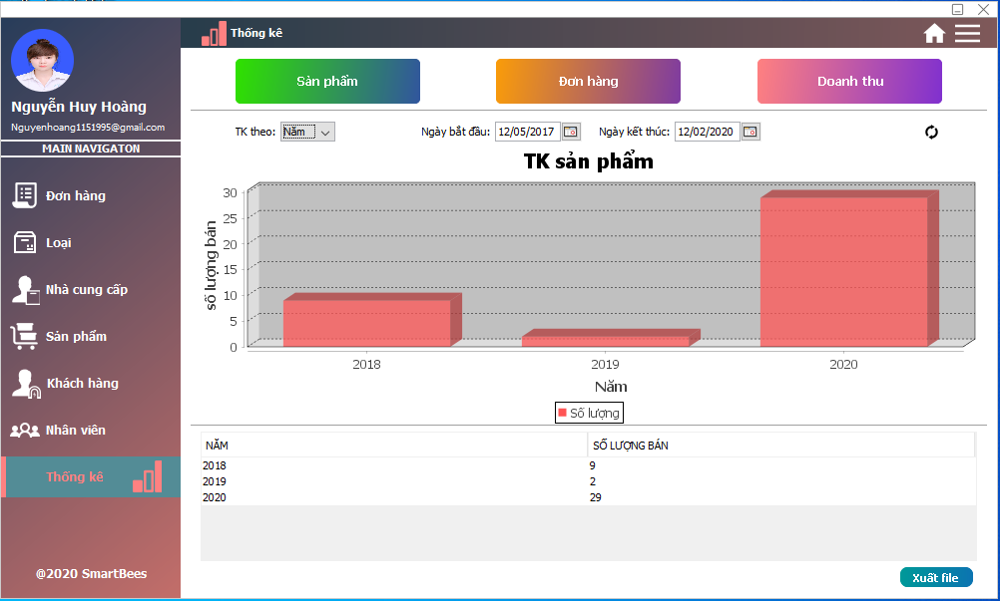 Thống kê
Nguyễn Huy Hoàng
Nguyenhoang1151995@gmail.com
MAIN NAVIGATON
Đơn hàng
Loại
Nhà cung cấp
Sản phẩm
Khách hàng
Nhân viên
Thống kê
@2020 SmartBees
Sản phẩm
Đơn hàng
Doanh thu
TK theo: Năm Ngày bắt đầu: 12/05/2017 Ngày kết thúc: 12/02/2020
TK sản phẩm
số lượng bán
30
25
20
15
10
5
0
2018 2019 2020
Năm
Số lượng
NĂM SỐ LƯỢNG BÁN
2018 9
2019 2
2020 29
Xuất file